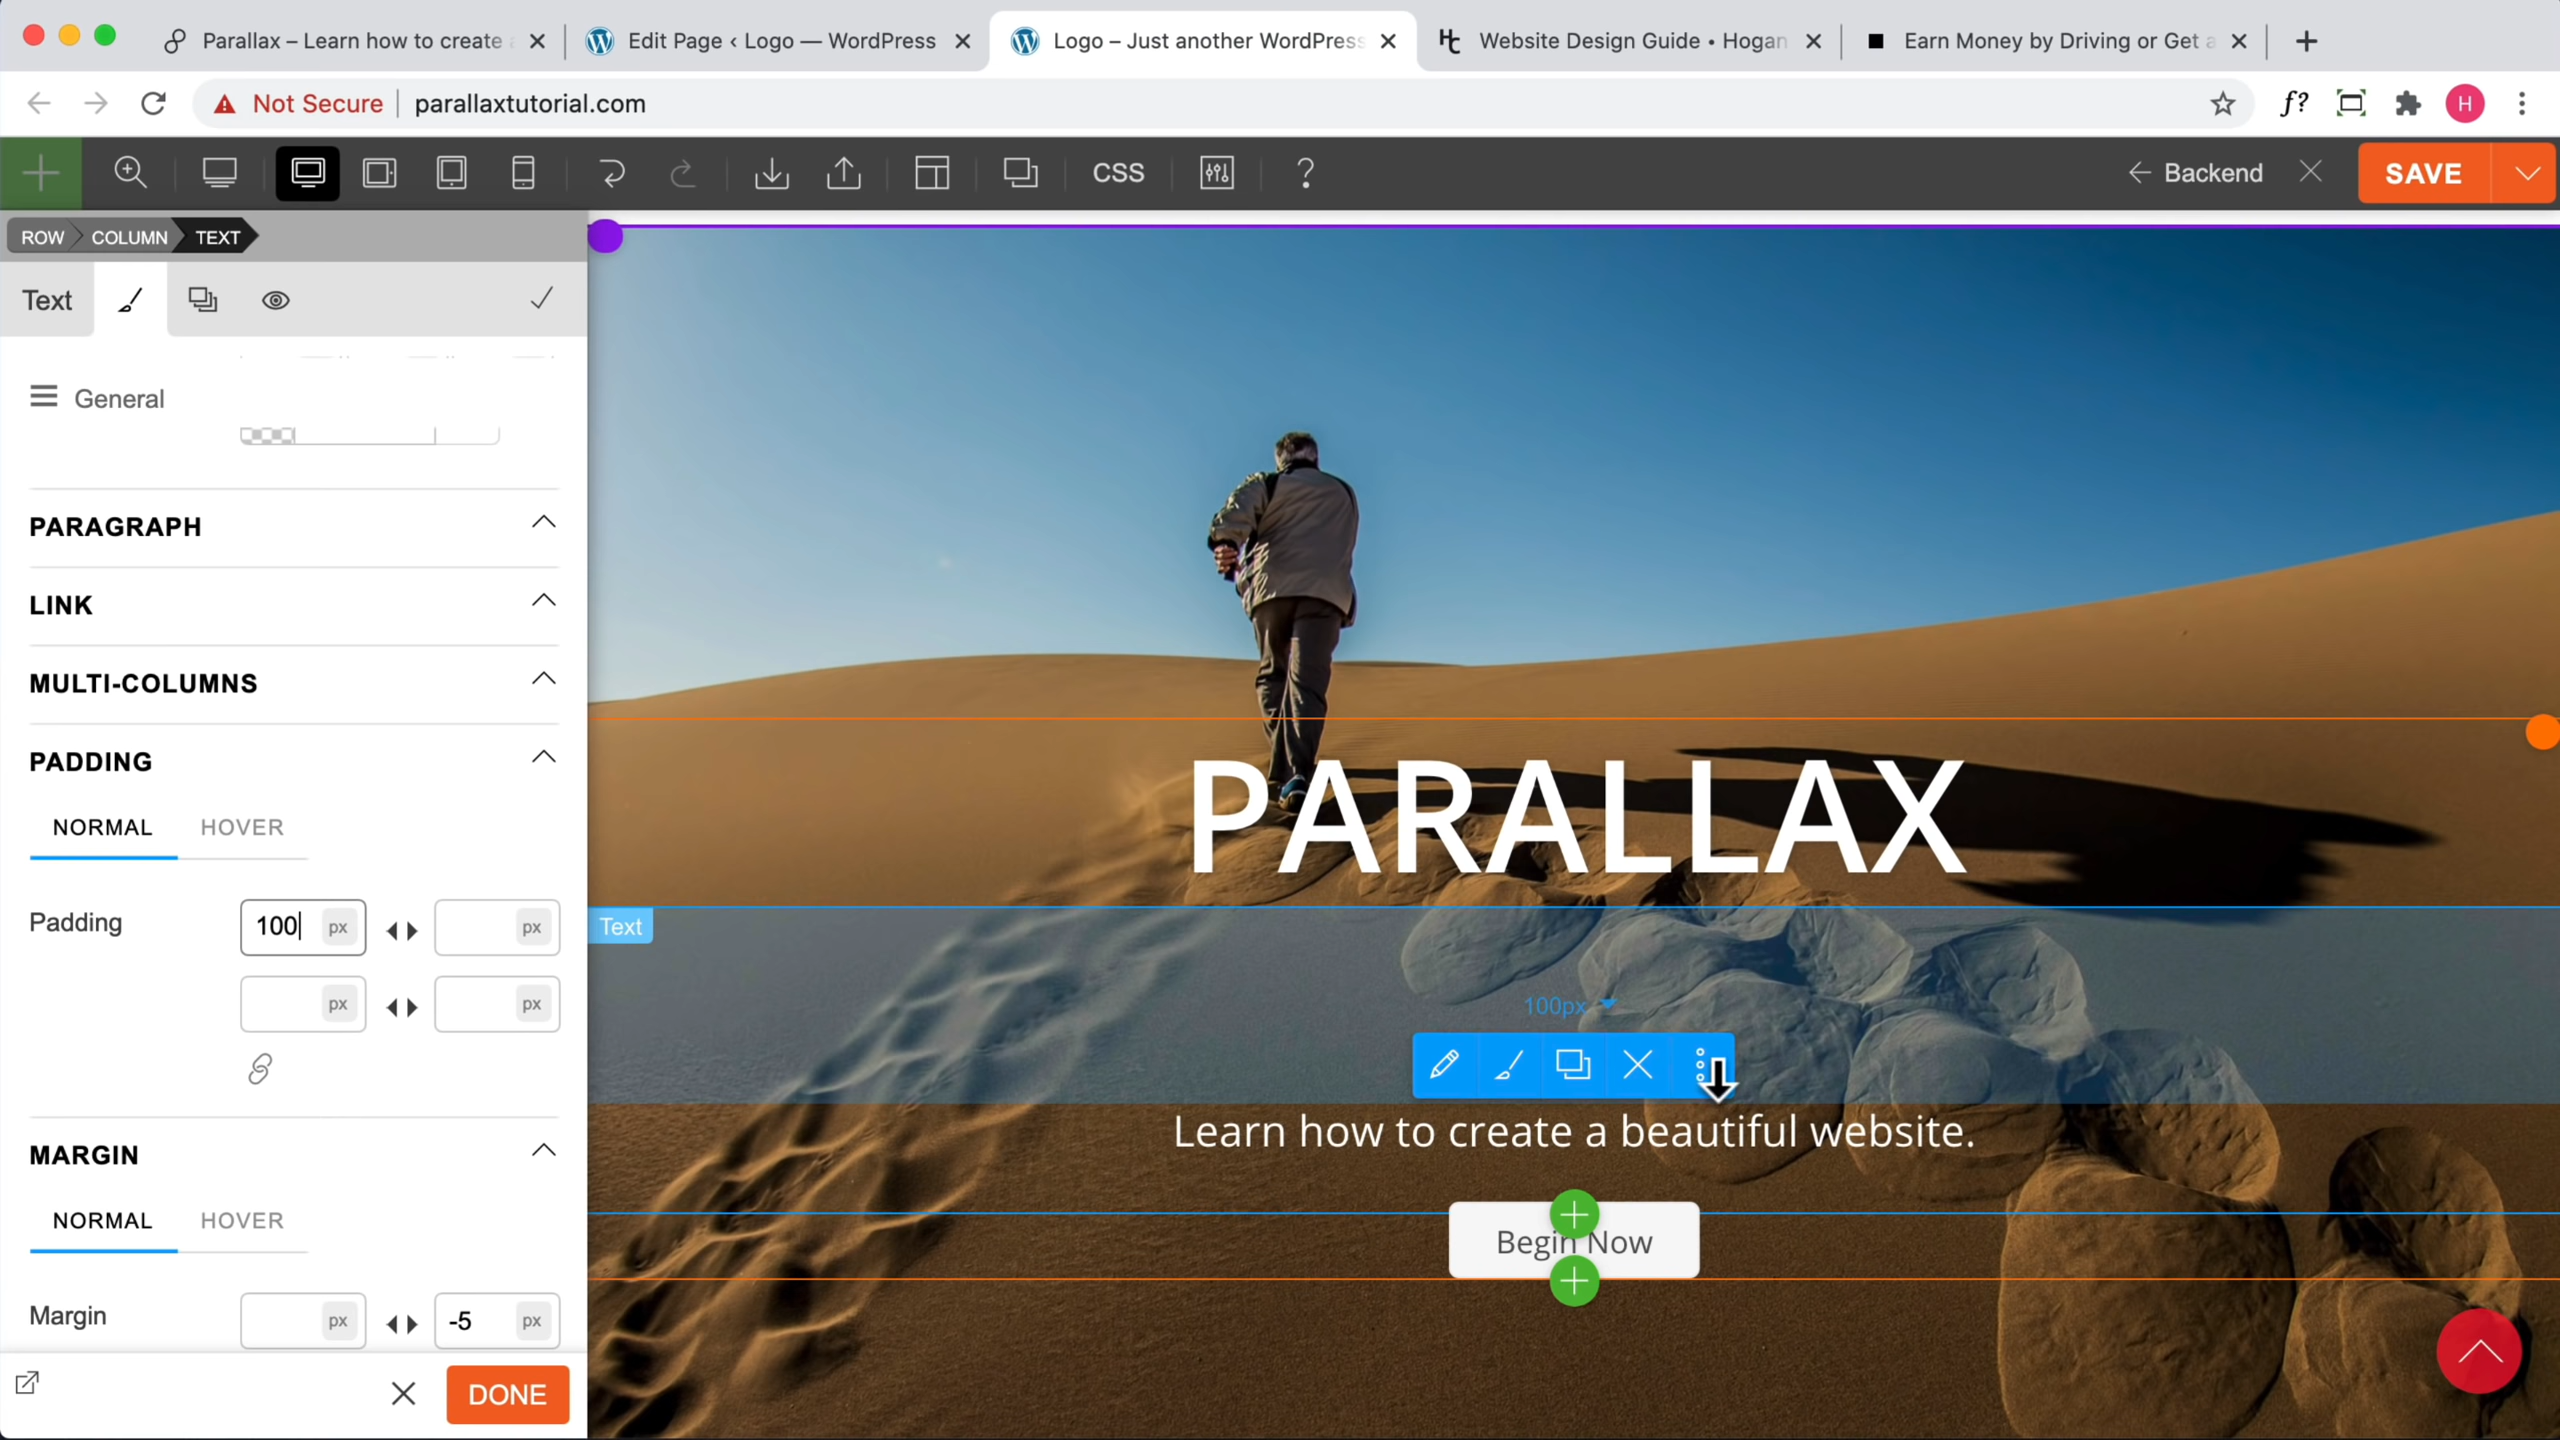 Parallax – Learn how to create a
Edit Page ‹ Logo — WordPress
Logo – Just another WordPress
Website Design Guide • Hogan
Earn Money by Driving or Get a
Not Secure
parallaxtutorial.com
f?
H
CSS
?
Backend
SAVE
ROW
COLUMN
TEXT
Text
General
PARAGRAPH
LINK
MULTI-COLUMNS
PADDING
NORMAL
HOVER
Padding
100
px
px
px
px
MARGIN
NORMAL
HOVER
Margin
px
-5
px
DONE
PARALLAX
Text
100px
Learn how to create a beautiful website.
Begin Now